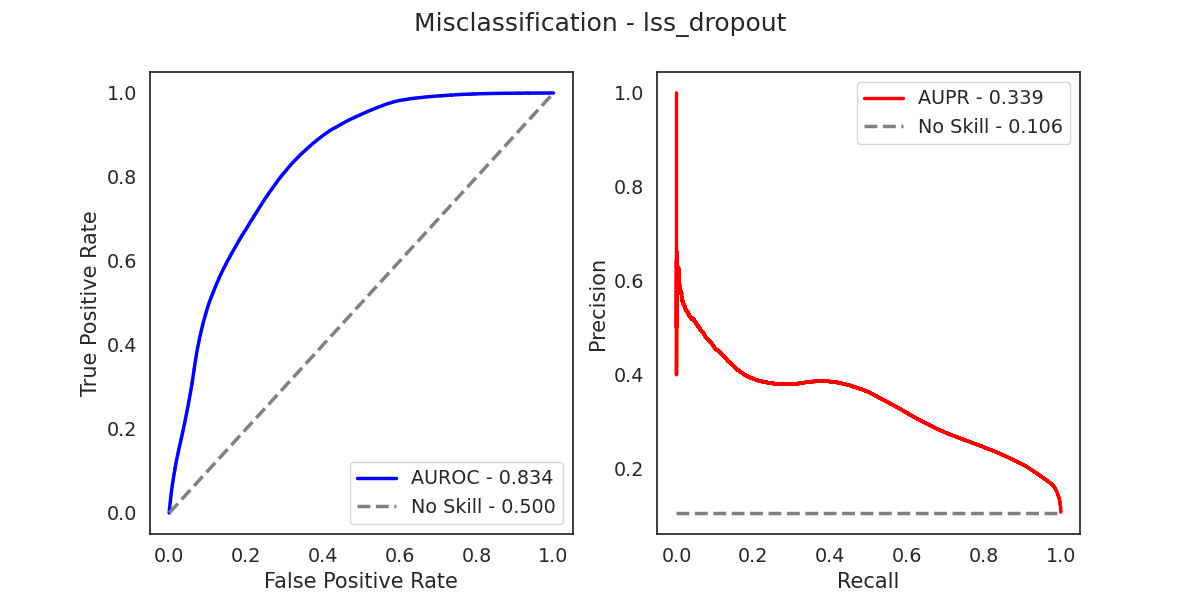 Misclassification - lss_dropout
True Positive Rate
1.0
0.8
0.6
0.4
0.2
0.0
AUROC - 0.834
No Skill - 0.500
0.0 0.2 0.4 0.6 0.8 1.0
False Positive Rate
Precision
1.0
0.8
0.6
0.4
0.2
AUPR - 0.339
No Skill - 0.106
0.0 0.2 0.4 0.6 0.8 1.0
Recall